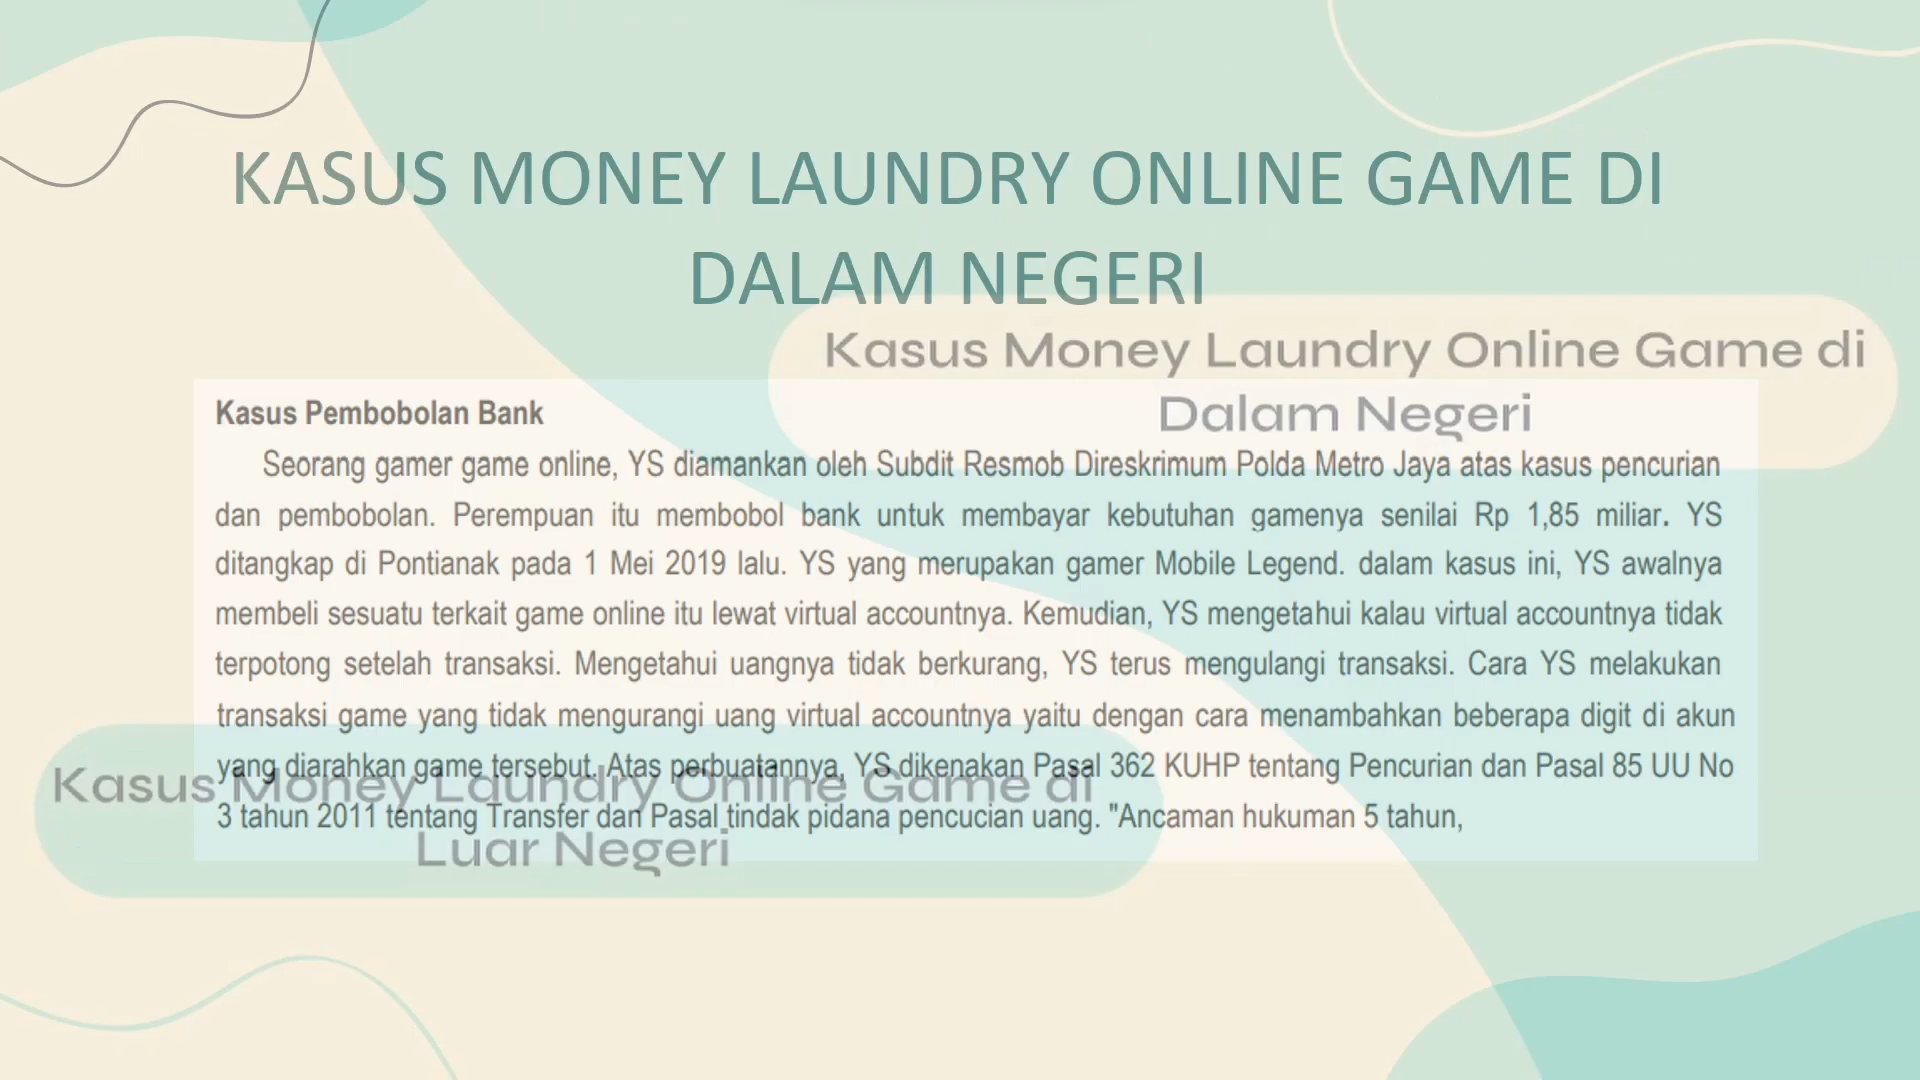 KASUS MONEY LAUNDRY ONLINE GAME DI
DALAM NEGERI
Kasus Money Laundry Online Game di
Dalam Negeri
Kasus Pembobolan Bank
Seorang gamer game online, YS diamankan oleh Subdit Resmob Direskrimum Polda Metro Jaya atas kasus pencurian
dan pembobolan. Perempuan itu membobol bank untuk membayar kebutuhan gamenya senilai Rp 1,85 miliar. YS
ditangkap di Pontianak pada 1 Mei 2019 lalu. YS yang merupakan gamer Mobile Legend. dalam kasus ini, YS awalnya
membeli sesuatu terkait game online itu lewat virtual accountnya. Kemudian, YS mengetahui kalau virtual accountnya tidak
terpotong setelah transaksi. Mengetahui uangnya tidak berkurang, YS terus mengulangi transaksi. Cara YS melakukan
transaksi game yang tidak mengurangi uang virtual accountnya yaitu dengan cara menambahkan beberapa digit di akun
yang diarahkan game tersebut. Atas perbuatannya, YS dikenakan Pasal 362 KUHP tentang Pencurian dan Pasal 85 UU No
3 tahun 2011 tentang Transfer dan Pasal tindak pidana pencucian uang. "Ancaman hukuman 5 tahun,
Kasus Money Laundry Online Game di
Luar Negeri